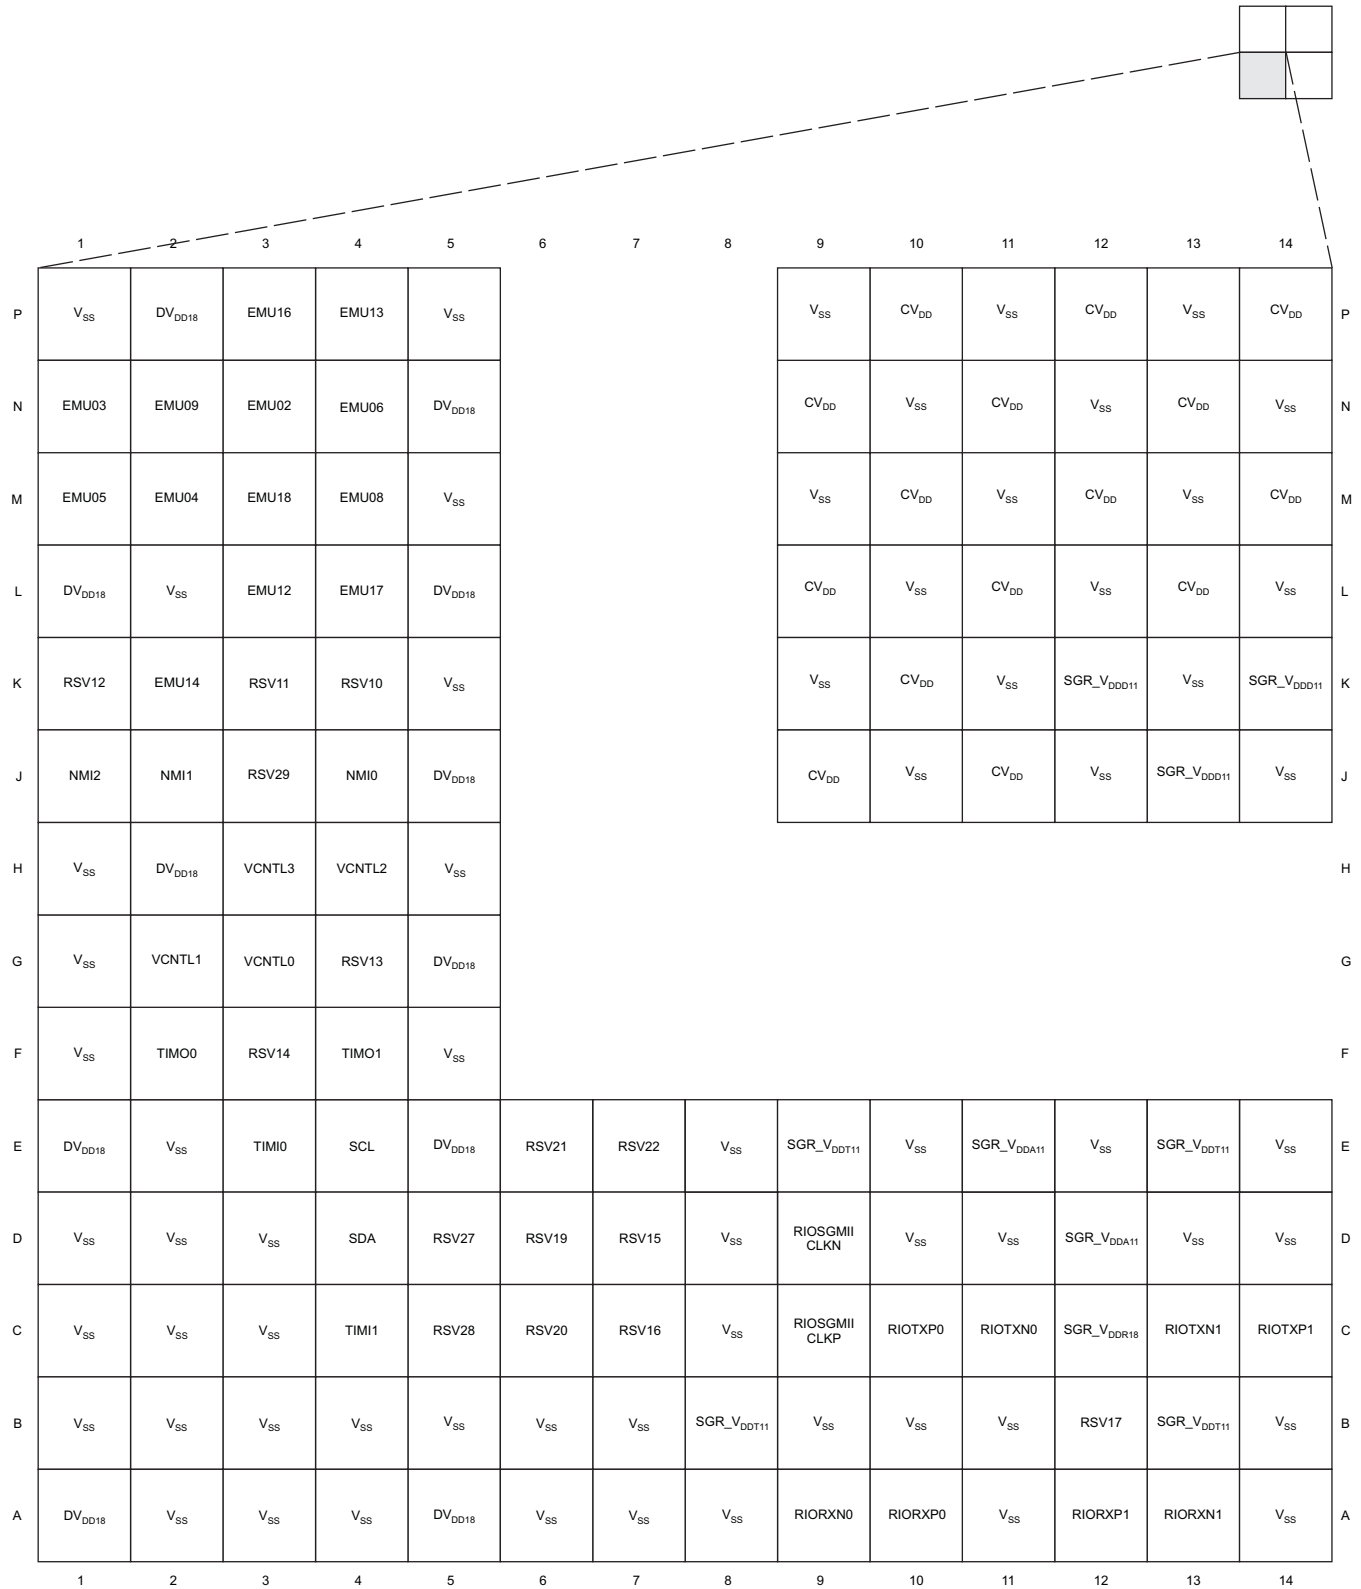 1 2 3 4 5 6 7 8 9 10 11 12 13 14
P VSS DVDD18 EMU16 EMU13 VSS VSS CVDD VSS CVDD VSS CVDD P
N EMU03 EMU09 EMU02 EMU06 DVDD18 CVDD VSS CVDD VSS CVDD VSS N
M EMU05 EMU04 EMU18 EMU08 VSS VSS CVDD VSS CVDD VSS CVDD M
L DVDD18 VSS EMU12 EMU17 DVDD18 CVDD VSS CVDD VSS CVDD VSS L
K RSV12 EMU14 RSV11 RSV10 VSS VSS CVDD VSS SGR_VDDD11 VSS SGR_VDDD11 K
J NMI2 NMI1 RSV29 NMI0 DVDD18 CVDD VSS CVDD VSS SGR_VDDD11 VSS J
H VSS DVDD18 VCNTL3 VCNTL2 VSS H
G VSS VCNTL1 VCNTL0 RSV13 DVDD18 G
F VSS TIMO0 RSV14 TIMO1 VSS F
E DVDD18 VSS TIMI0 SCL DVDD18 RSV21 RSV22 VSS SGR_VDDT11 VSS SGR_VDDA11 VSS SGR_VDDT11 VSS E
D VSS VSS VSS SDA RSV27 RSV19 RSV15 VSS RIOSGMII CLKN VSS VSS SGR_VDDA11 VSS VSS D
C VSS VSS VSS TIMI1 RSV28 RSV20 RSV16 VSS RIOSGMII CLKP RIOTXP0 RIOTXN0 SGR_VDDR18 RIOTXN1 RIOTXP1 C
B VSS VSS VSS VSS VSS VSS VSS SGR_VDDT11 VSS VSS VSS RSV17 SGR_VDDT11 VSS B
A DVDD18 VSS VSS VSS DVDD18 VSS VSS VSS RIORXN0 RIORXP0 VSS RIORXP1 RIORXN1 VSS A
1 2 3 4 5 6 7 8 9 10 11 12 13 14